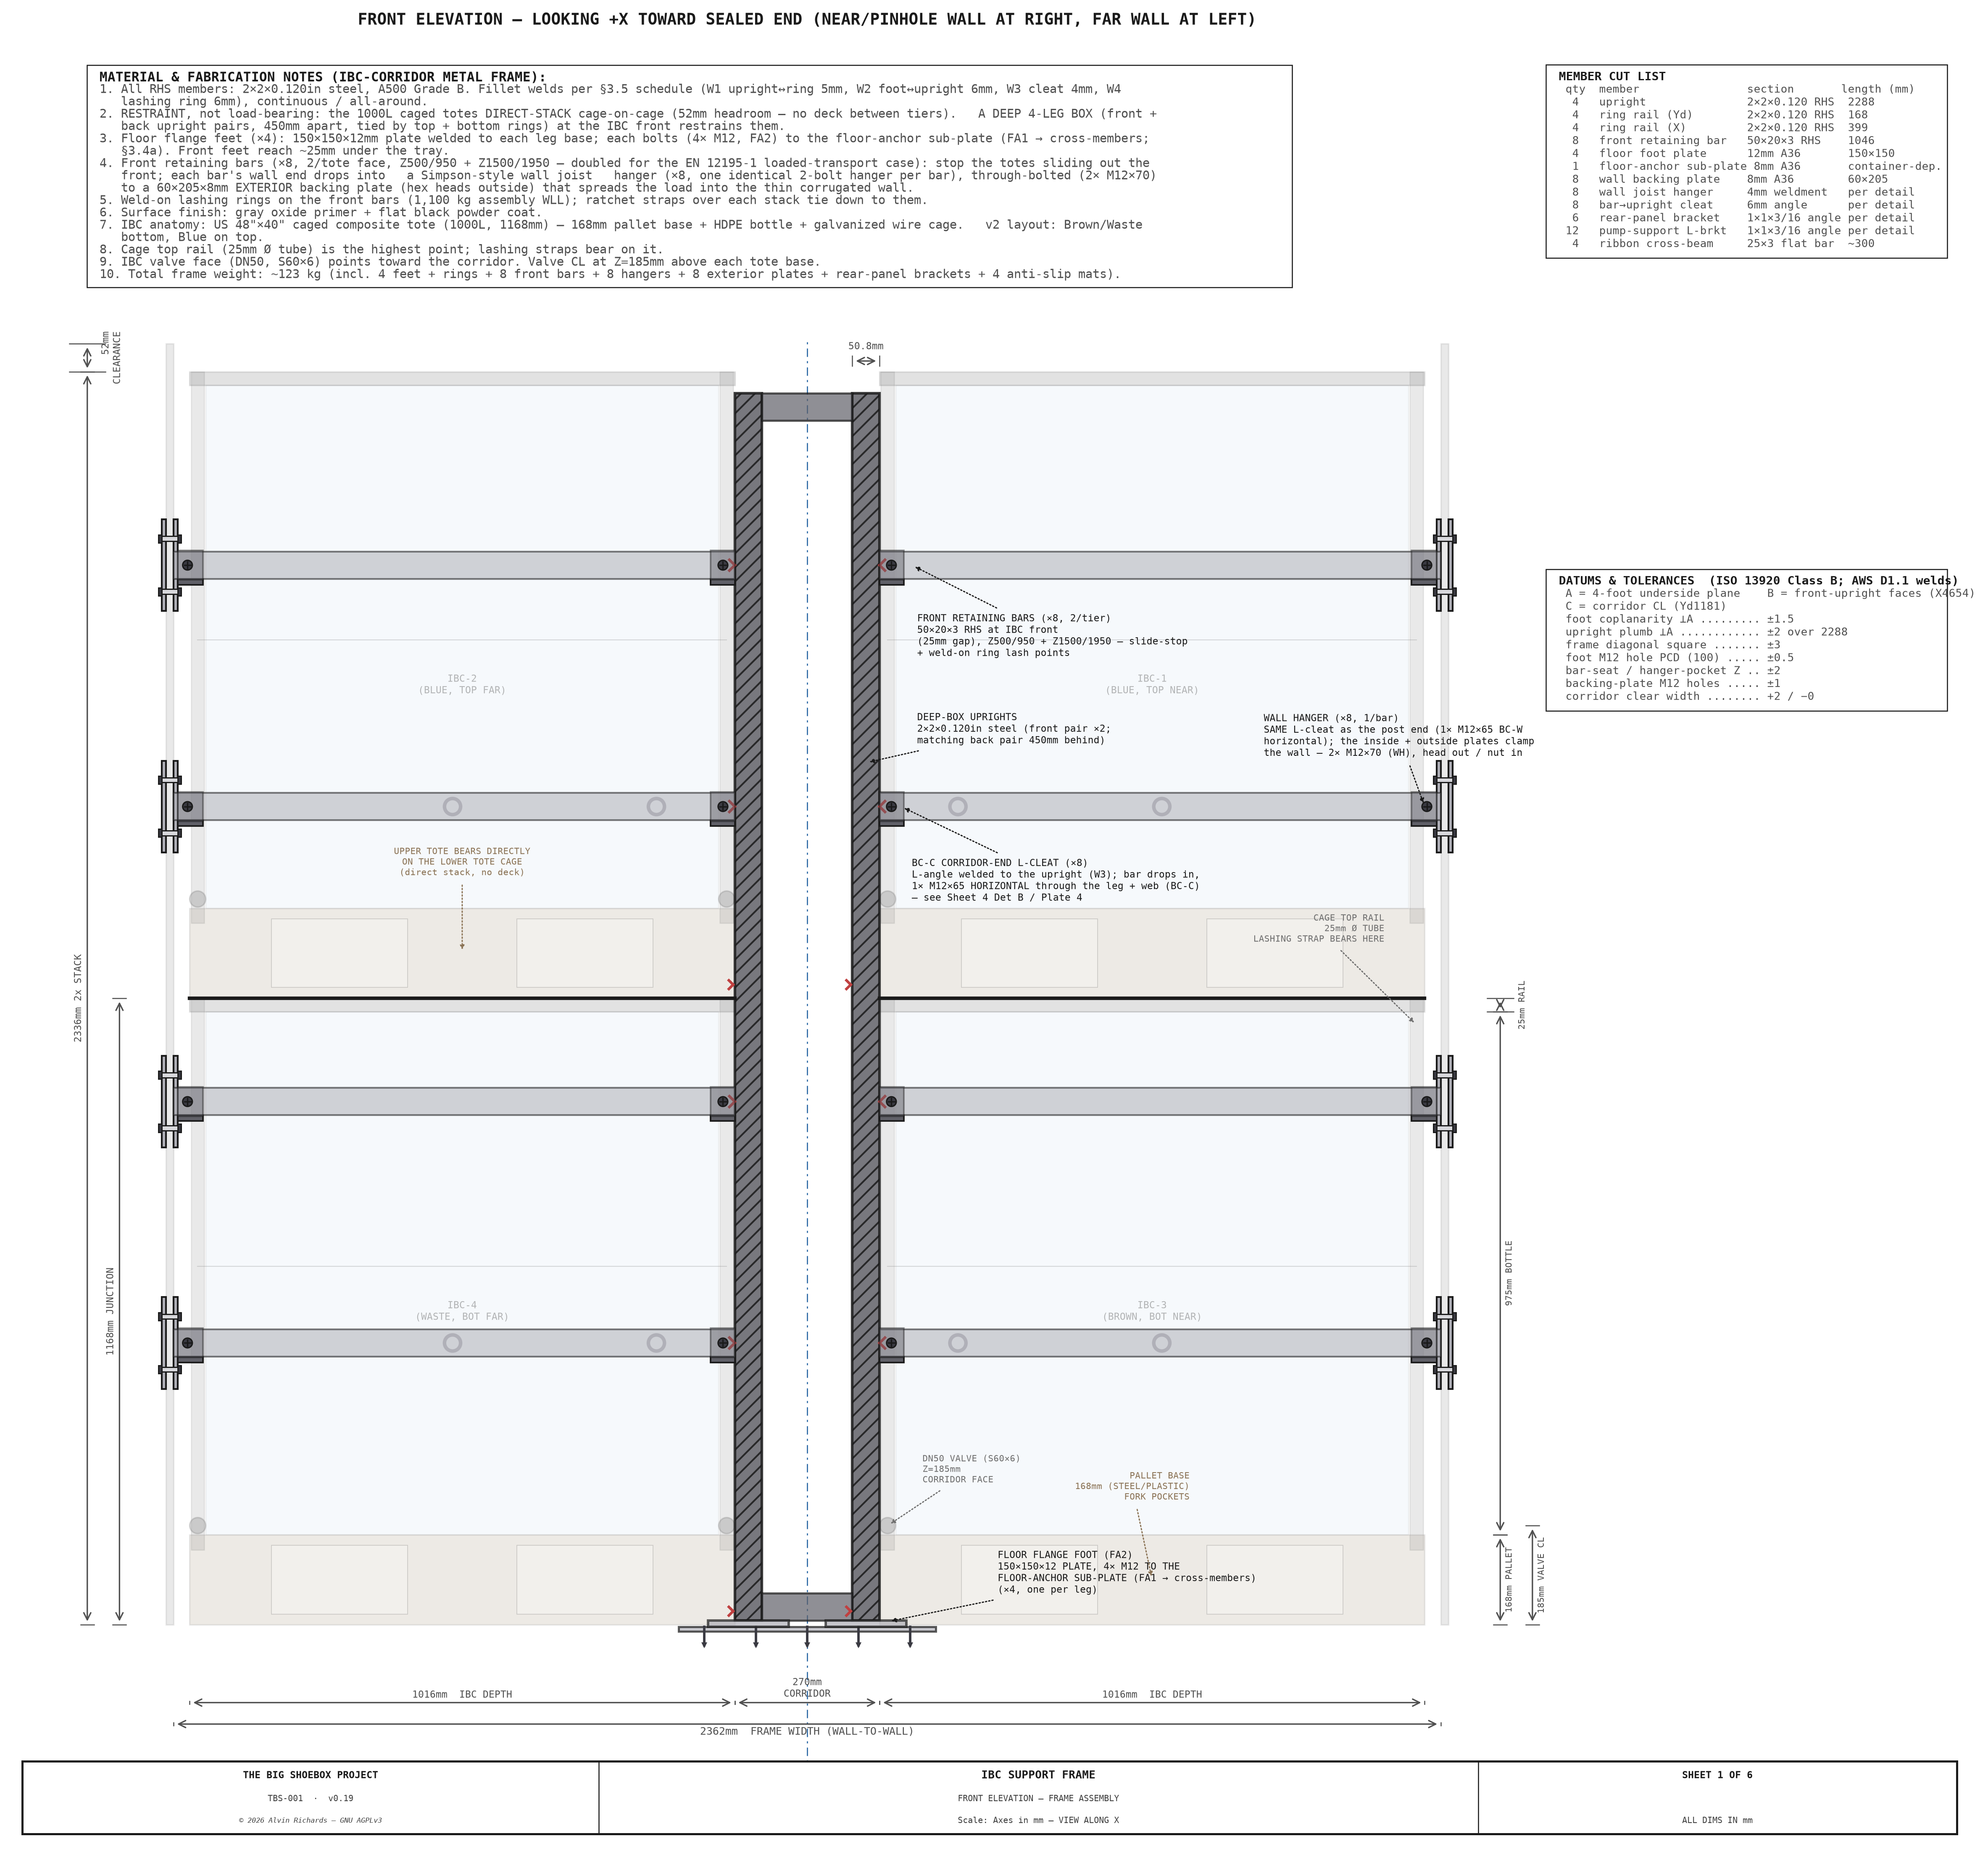 FRONT ELEVATION — LOOKING +X TOWARD SEALED END (NEAR/PINHOLE WALL AT RIGHT, FAR WALL AT LEFT)
MATERIAL & FABRICATION NOTES (IBC-CORRIDOR METAL FRAME):
1. All RHS members: 2×2×0.120in steel, A500 Grade B. Fillet welds per §3.5 schedule (W1 upright↔ring 5mm, W2 foot↔upright 6mm, W3 cleat 4mm, W4
lashing ring 6mm), continuous / all-around.
2. RESTRAINT, not load-bearing: the 1000L caged totes DIRECT-STACK cage-on-cage (52mm headroom — no deck between tiers).   A DEEP 4-LEG BOX (front +
back upright pairs, 450mm apart, tied by top + bottom rings) at the IBC front restrains them.
3. Floor flange feet (×4): 150×150×12mm plate welded to each leg base; each bolts (4× M12, FA2) to the floor-anchor sub-plate (FA1 → cross-members;
§3.4a). Front feet reach ~25mm under the tray.
4. Front retaining bars (×8, 2/tote face, Z500/950 + Z1500/1950 — doubled for the EN 12195-1 loaded-transport case): stop the totes sliding out the
front; each bar's wall end drops into   a Simpson-style wall joist   hanger (×8, one identical 2-bolt hanger per bar), through-bolted (2× M12×70)
to a 60×205×8mm EXTERIOR backing plate (hex heads outside) that spreads the load into the thin corrugated wall.
5. Weld-on lashing rings on the front bars (1,100 kg assembly WLL); ratchet straps over each stack tie down to them.
6. Surface finish: gray oxide primer + flat black powder coat.
7. IBC anatomy: US 48"×40" caged composite tote (1000L, 1168mm) — 168mm pallet base + HDPE bottle + galvanized wire cage.   v2 layout: Brown/Waste
bottom, Blue on top.
8. Cage top rail (25mm Ø tube) is the highest point; lashing straps bear on it.
9. IBC valve face (DN50, S60×6) points toward the corridor. Valve CL at Z=185mm above each tote base.
10. Total frame weight: ~123 kg (incl. 4 feet + rings + 8 front bars + 8 hangers + 8 exterior plates + rear-panel brackets + 4 anti-slip mats).
MEMBER CUT LIST
qty  member  section  length (mm)
4  upright  2×2×0.120 RHS  2288
4  ring rail (Yd)  2×2×0.120 RHS  168
4  ring rail (X)  2×2×0.120 RHS  399
8  front retaining bar  50×20×3 RHS  1046
4  floor foot plate  12mm A36  150×150
1  floor-anchor sub-plate 8mm A36  container-dep.
8  wall backing plate  8mm A36  60×205
8  wall joist hanger  4mm weldment  per detail
8  bar→upright cleat  6mm angle  per detail
6  rear-panel bracket  1×1×3/16 angle per detail
12  pump-support L-brkt  1×1×3/16 angle per detail
4  ribbon cross-beam  25×3 flat bar  ~300
52mm
CLEARANCE
50.8mm
DATUMS & TOLERANCES  (ISO 13920 Class B; AWS D1.1 welds)
A = 4-foot underside plane    B = front-upright faces (X4654)
C = corridor CL (Yd1181)
foot coplanarity ⊥A ......... ±1.5
upright plumb ⊥A ............ ±2 over 2288
frame diagonal square ....... ±3
foot M12 hole PCD (100) ..... ±0.5
bar-seat / hanger-pocket Z .. ±2
backing-plate M12 holes ..... ±1
corridor clear width ........ +2 / −0
FRONT RETAINING BARS (×8, 2/tier)
50×20×3 RHS at IBC front
(25mm gap), Z500/950 + Z1500/1950 — slide-stop
+ weld-on ring lash points
IBC-2
(BLUE, TOP FAR)
IBC-1
(BLUE, TOP NEAR)
DEEP-BOX UPRIGHTS
2×2×0.120in steel (front pair ×2;
matching back pair 450mm behind)
WALL HANGER (×8, 1/bar)
SAME L-cleat as the post end (1× M12×65 BC-W
horizontal); the inside + outside plates clamp
the wall — 2× M12×70 (WH), head out / nut in
UPPER TOTE BEARS DIRECTLY
ON THE LOWER TOTE CAGE
(direct stack, no deck)
BC-C CORRIDOR-END L-CLEAT (×8)
L-angle welded to the upright (W3); bar drops in,
1× M12×65 HORIZONTAL through the leg + web (BC-C)
— see Sheet 4 Det B / Plate 4
CAGE TOP RAIL
25mm Ø TUBE
LASHING STRAP BEARS HERE
2336mm 2x STACK
25mm RAIL
1168mm JUNCTION
975mm BOTTLE
IBC-4
(WASTE, BOT FAR)
IBC-3
(BROWN, BOT NEAR)
DN50 VALVE (S60×6)
Z=185mm
CORRIDOR FACE
PALLET BASE
168mm (STEEL/PLASTIC)
FORK POCKETS
FLOOR FLANGE FOOT (FA2)
150×150×12 PLATE, 4× M12 TO THE
FLOOR-ANCHOR SUB-PLATE (FA1 → cross-members)
(×4, one per leg)
168mm PALLET
185mm VALVE CL
1016mm  IBC DEPTH
270mm
CORRIDOR
1016mm  IBC DEPTH
2362mm  FRAME WIDTH (WALL-TO-WALL)
THE BIG SHOEBOX PROJECT
TBS-001  ·  v0.19
© 2026 Alvin Richards — GNU AGPLv3
IBC SUPPORT FRAME
FRONT ELEVATION — FRAME ASSEMBLY
Scale: Axes in mm — VIEW ALONG X
SHEET 1 OF 6
ALL DIMS IN mm